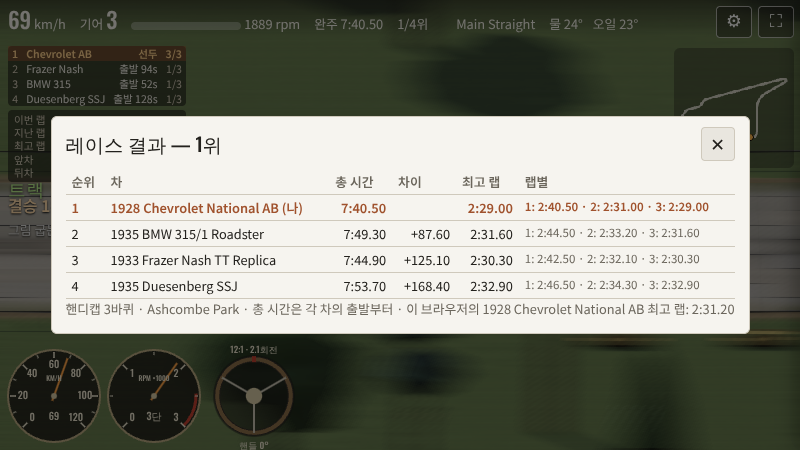 69 km/h 기어 3 1889 rpm 완주 7:40.50 1/4위 Main Straight 물 24° 오일 23°
1 Chevrolet AB 선두 3/3
2 Frazer Nash 출발 94s 1/3
3 BMW 315 출발 52s 1/3
4 Duesenberg SSJ 출발 128s 1/3
이번 랩
지난 랩
최고 랩
앞차
뒤차
트랙
결승 1
레이스 결과 — 1위
순위 차 총 시간 차이 최고 랩 랩별
1 1928 Chevrolet National AB (나) 7:40.50 2:29.00 1: 2:40.50 · 2: 2:31.00 · 3: 2:29.00
2 1935 BMW 315/1 Roadster 7:49.30 +87.60 2:31.60 1: 2:44.50 · 2: 2:33.20 · 3: 2:31.60
3 1933 Frazer Nash TT Replica 7:44.90 +125.10 2:30.30 1: 2:42.50 · 2: 2:32.10 · 3: 2:30.30
4 1935 Duesenberg SSJ 7:53.70 +168.40 2:32.90 1: 2:46.50 · 2: 2:34.30 · 3: 2:32.90
핸디캡 3바퀴 · Ashcombe Park · 총 시간은 각 차의 출발부터 · 이 브라우저의 1928 Chevrolet National AB 최고 랩: 2:31.20
0 20 40 60 80 100 120 KM/H 69
0 1 2 3 RPM ×1000 3단
12:1 · 2.1회전
핸들 0°